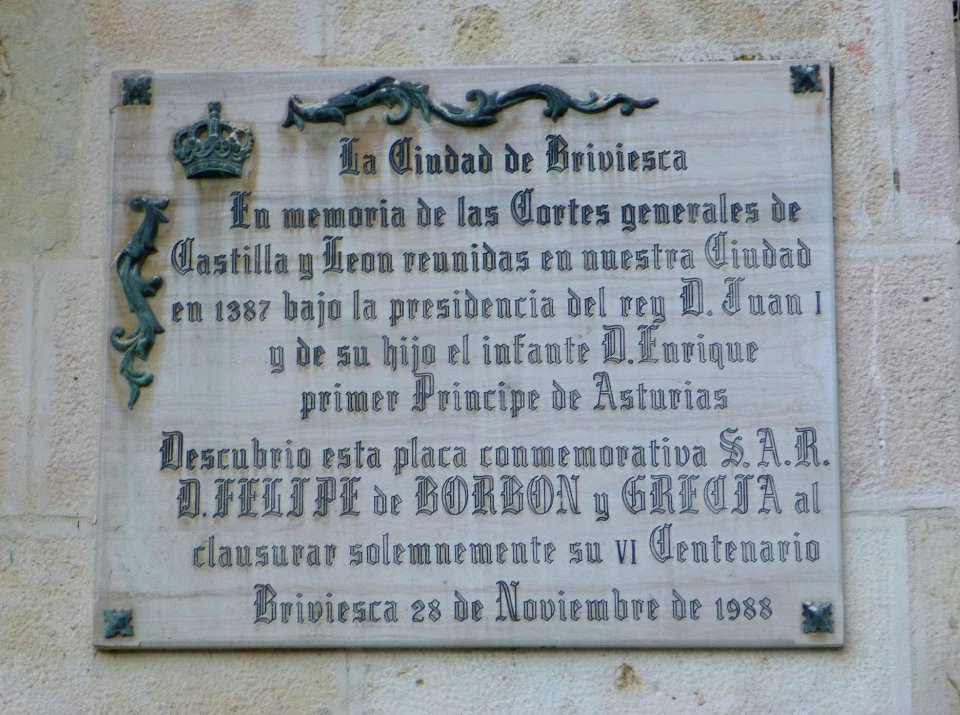 La Ciudad de Briviesca
En memoria de las Cortes generales de
Castilla y Leon reunidas en nuestra Ciudad
en 1387 bajo la presidencia del rey D. Juan I
y de su hijo el infante D. Enrique
primer Principe de Asturias
Descubrio esta placa conmemorativa S. A. R.
D. FELIPE de BORBON y GRECIA al
clausurar solemnemente su VI Centenario
Briviesca 28 de Noviembre de 1988